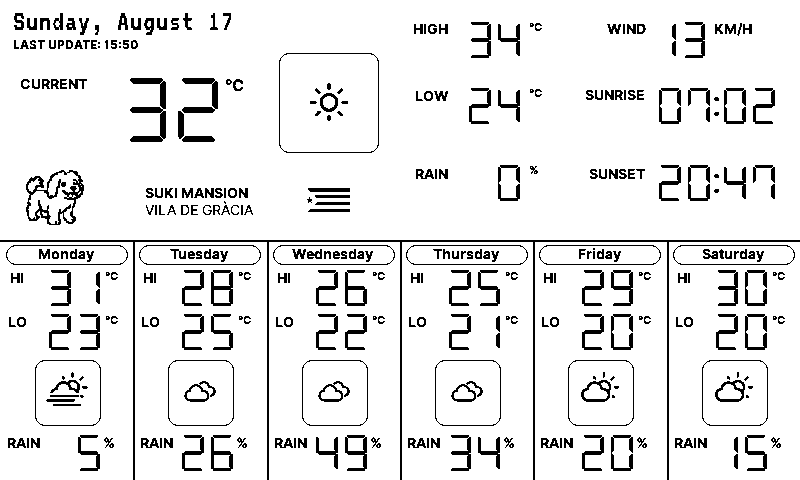 Sunday, August 17
LAST UPDATE: 15:50
CURRENT 32°C
HIGH 34°C
LOW 24°C
RAIN 0%
WIND 13 KM/H
SUNRISE 07:02
SUNSET 20:47
SUKI MANSION
VILA DE GRÀCIA
Monday
HI 31°C
LO 23°C
RAIN 5%
Tuesday
HI 28°C
LO 25°C
RAIN 26%
Wednesday
HI 26°C
LO 22°C
RAIN 49%
Thursday
HI 25°C
LO 21°C
RAIN 34%
Friday
HI 29°C
LO 20°C
RAIN 20%
Saturday
HI 30°C
LO 20°C
RAIN 15%